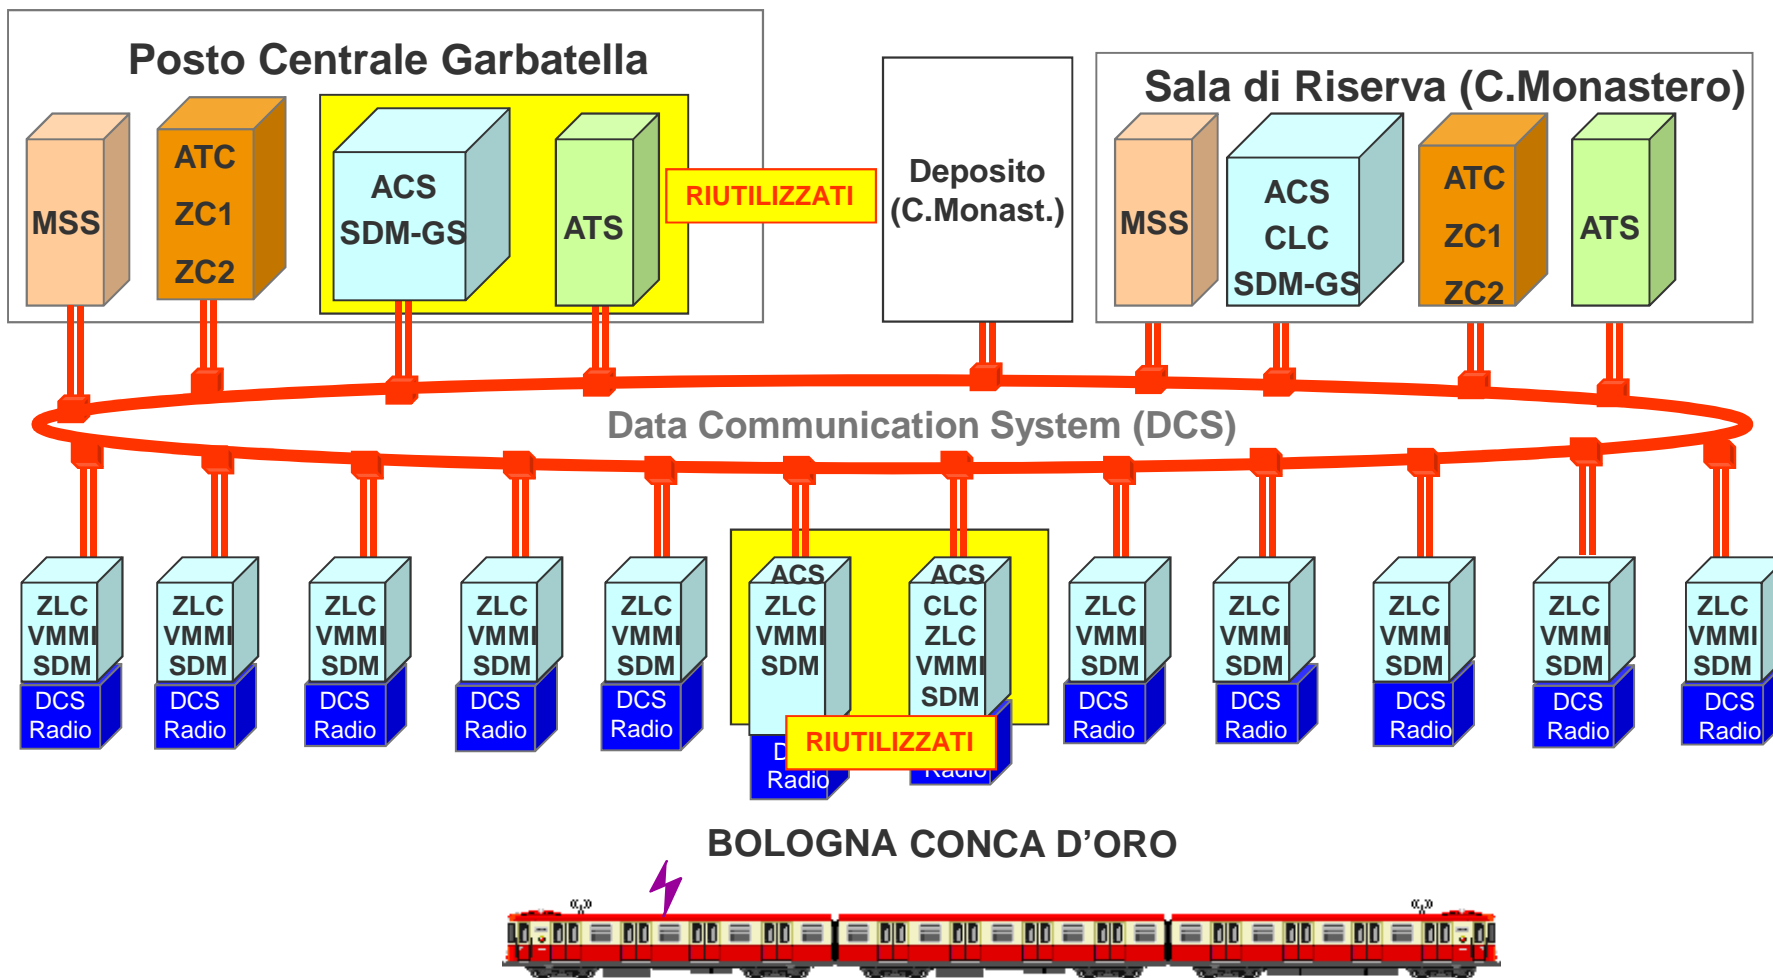 Posto Centrale Garbatella
MSS
ATC
ZC1
ZC2
ACS
SDM-GS
ATS
RIUTILIZZATI
Deposito
(C.Monast.)
Sala di Riserva (C.Monastero)
MSS
ACS
CLC
SDM-GS
ATC
ZC1
ZC2
ATS
Data Communication System (DCS)
ZLC
VMMI
SDM
DCS
Radio
ZLC
VMMI
SDM
DCS
Radio
ZLC
VMMI
SDM
DCS
Radio
ZLC
VMMI
SDM
DCS
Radio
ZLC
VMMI
SDM
DCS
Radio
ACS
ZLC
VMMI
SDM
Radio
ACS
CLC
ZLC
VMMI
SDM
Radio
RIUTILIZZATI
ZLC
VMMI
SDM
DCS
Radio
ZLC
VMMI
SDM
DCS
Radio
ZLC
VMMI
SDM
DCS
Radio
ZLC
VMMI
SDM
DCS
Radio
ZLC
VMMI
SDM
DCS
Radio
BOLOGNA CONCA D’ORO